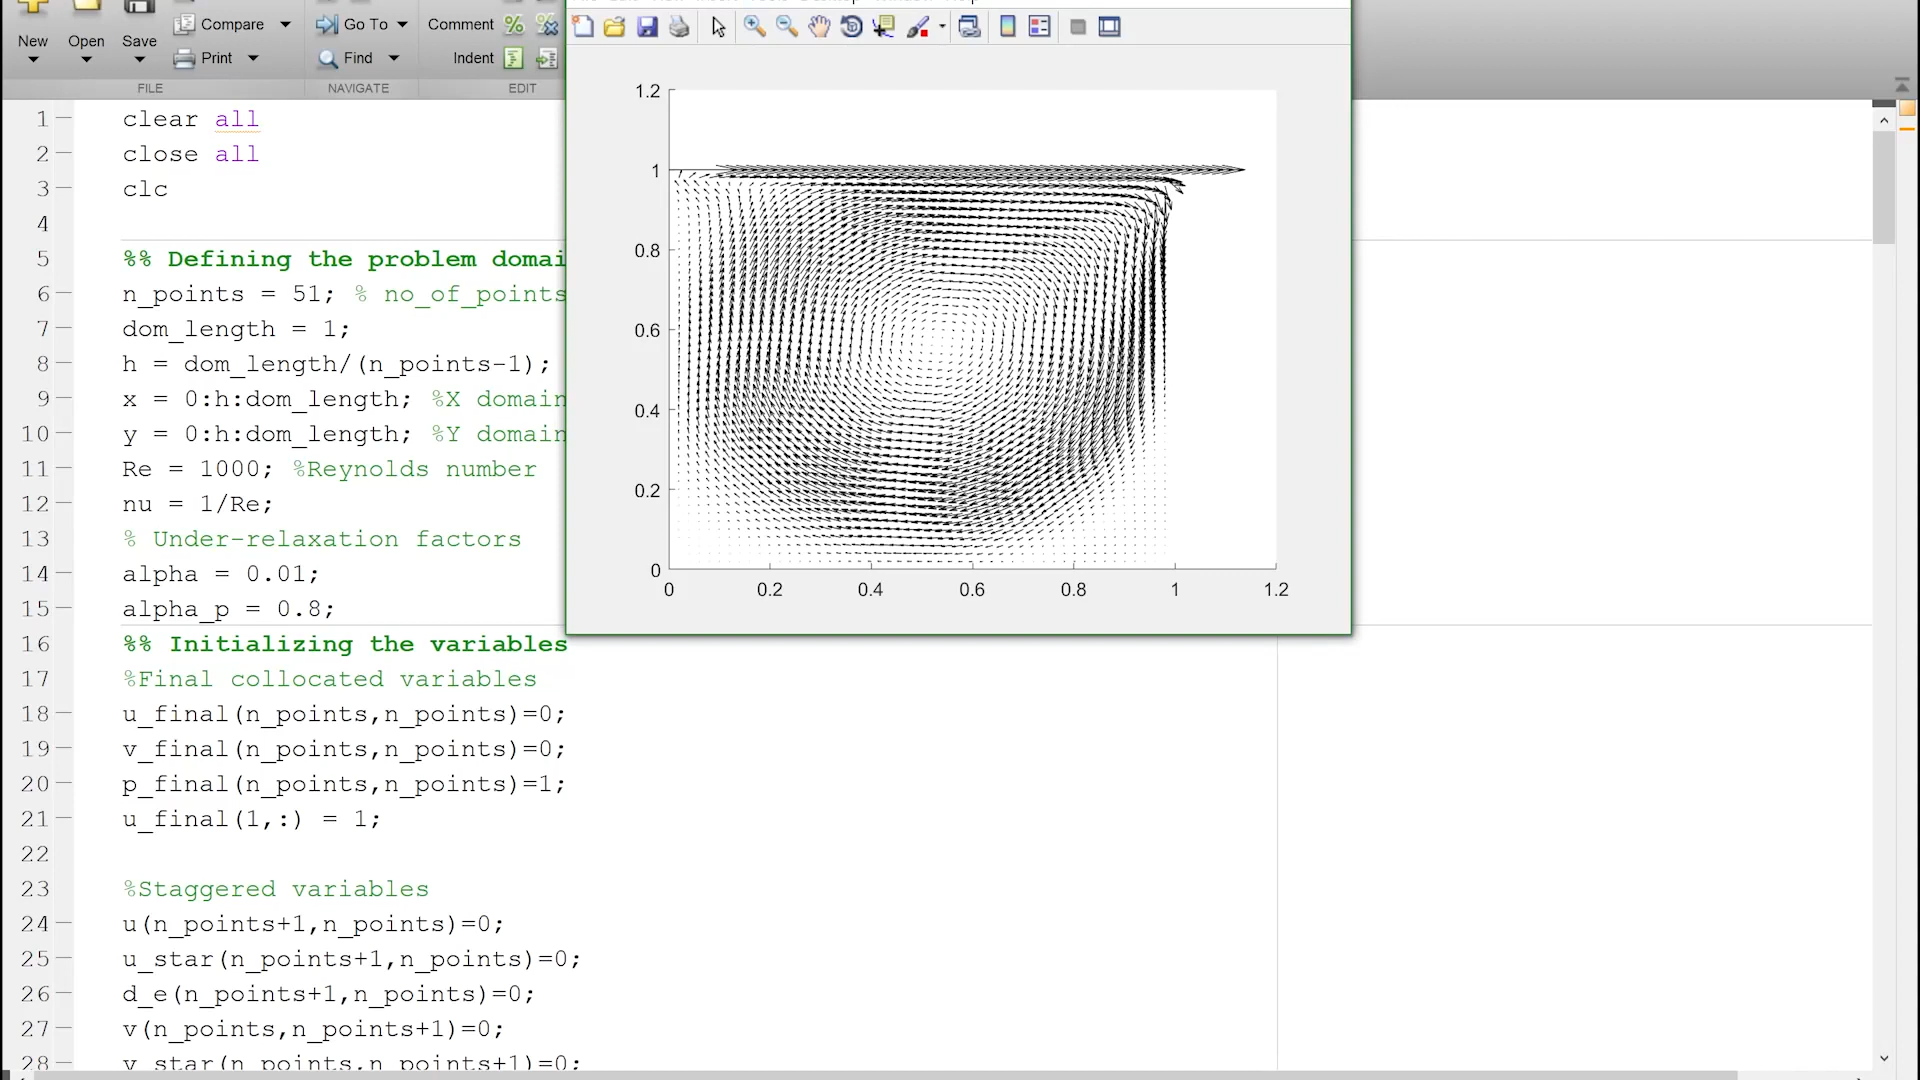 New
Open
Save
Compare
Print
FILE
Go To
Find
NAVIGATE
Comment
Indent
EDIT
1.2
1
0.8
0.6
0.4
0.2
0
0 0.2 0.4 0.6 0.8 1 1.2
1 clear all
2 close all
3 clc
4
5 %% Defining the problem domai
6 n_points = 51; % no_of_points
7 dom_length = 1;
8 h = dom_length/(n_points-1);
9 x = 0:h:dom_length; %X domain
10 y = 0:h:dom_length; %Y domain
11 Re = 1000; %Reynolds number
12 nu = 1/Re;
13 % Under-relaxation factors
14 alpha = 0.01;
15 alpha_p = 0.8;
16 %% Initializing the variables
17 %Final collocated variables
18 u_final(n_points,n_points)=0;
19 v_final(n_points,n_points)=0;
20 p_final(n_points,n_points)=1;
21 u_final(1,:) = 1;
22
23 %Staggered variables
24 u(n_points+1,n_points)=0;
25 u_star(n_points+1,n_points)=0;
26 d_e(n_points+1,n_points)=0;
27 v(n_points,n_points+1)=0;
28 v_star(n_points,n_points+1)=0;